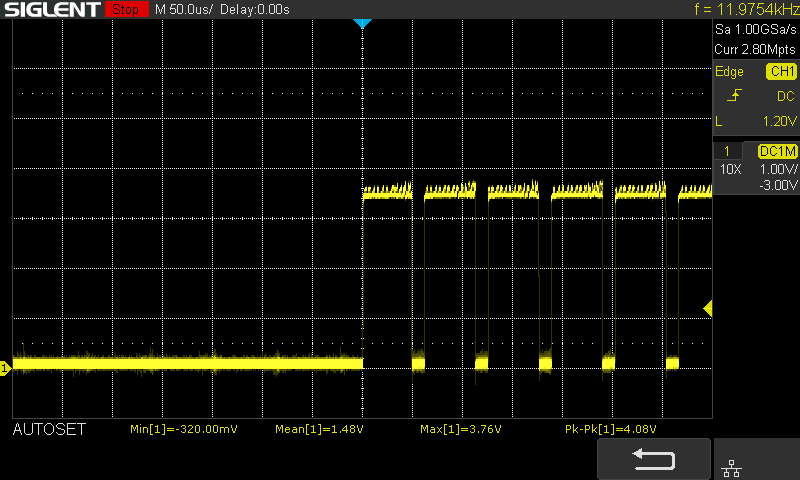 SIGLENT Stop M 50.0us/ Delay:0.00s f = 11.9754kHz
Sa 1.00GSa/s
Curr 2.80Mpts
Edge CH1
DC
L 1.20V
1 DC1M
10X 1.00V/
-3.00V
1
AUTOSET Min[1]=-320.00mV Mean[1]=1.48V Max[1]=3.76V Pk-Pk[1]=4.08V